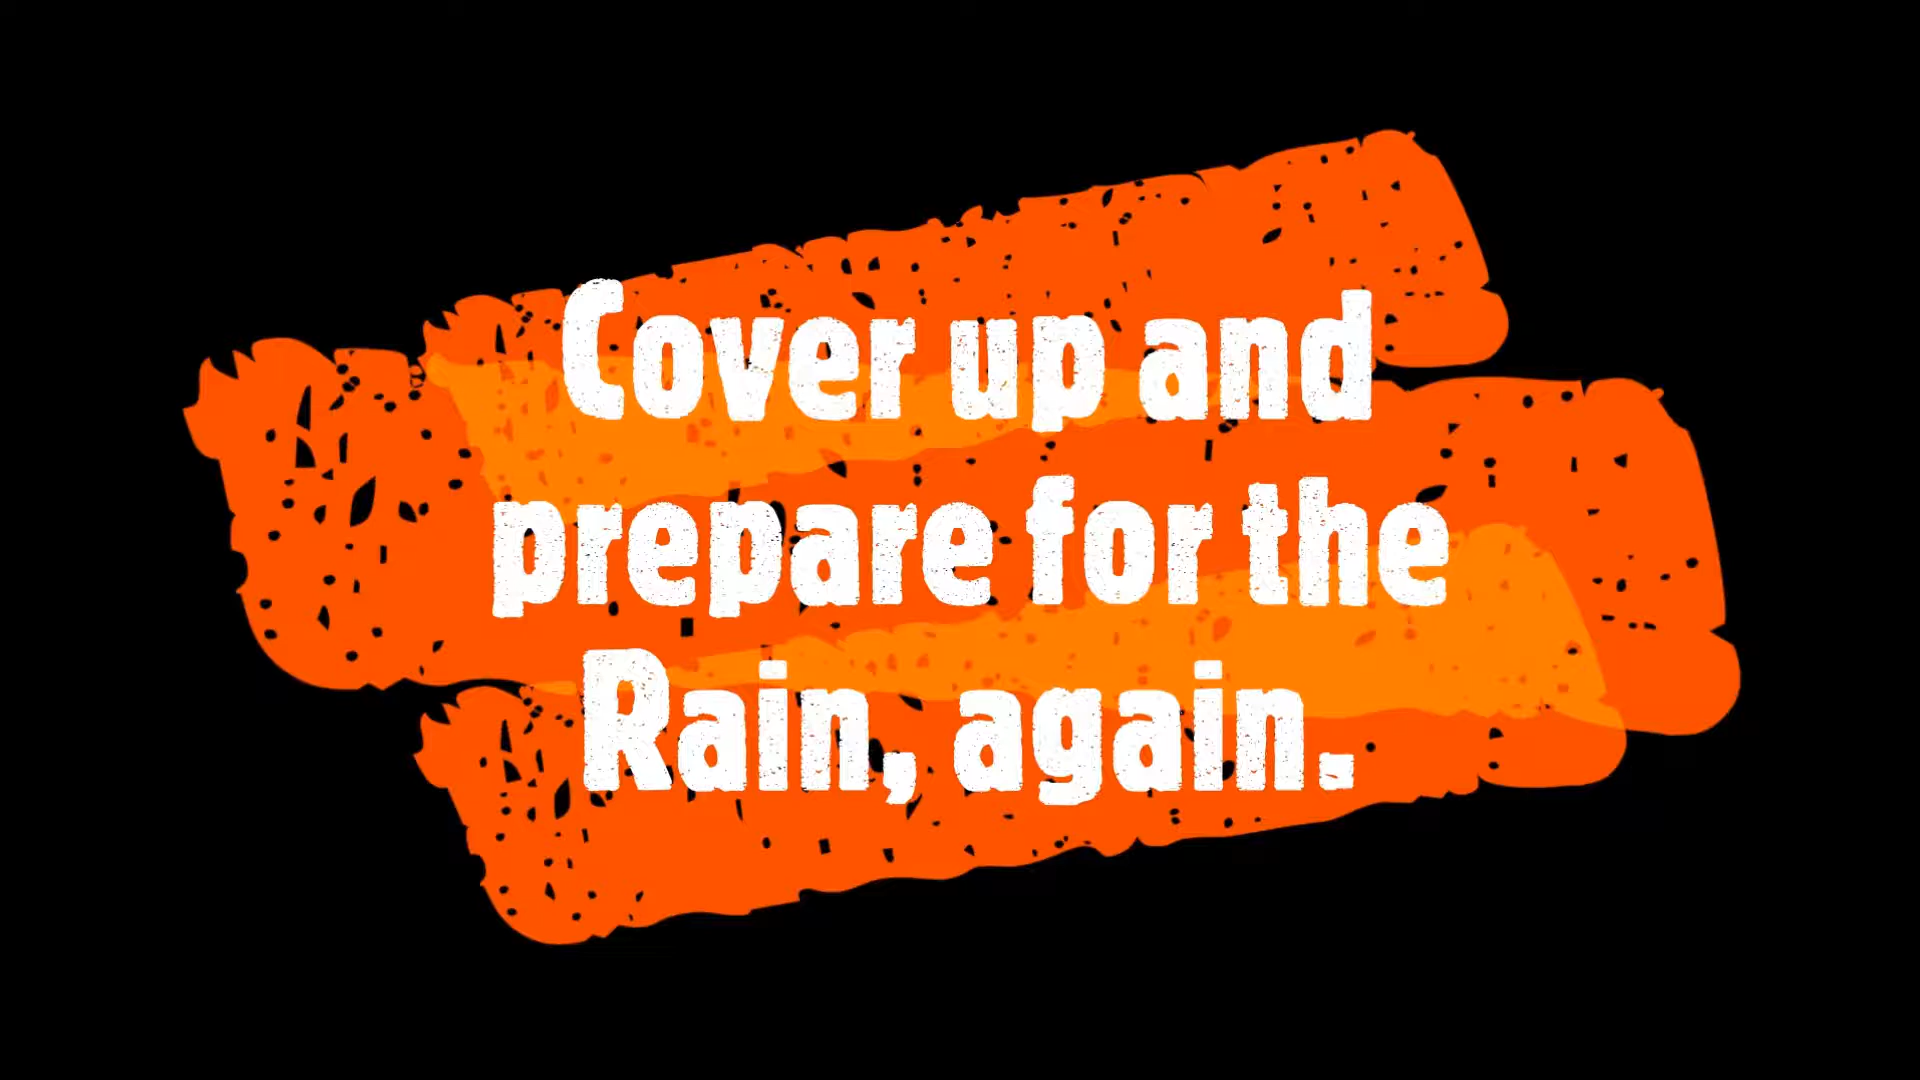 Cover up and
prepare for the
Rain, again.